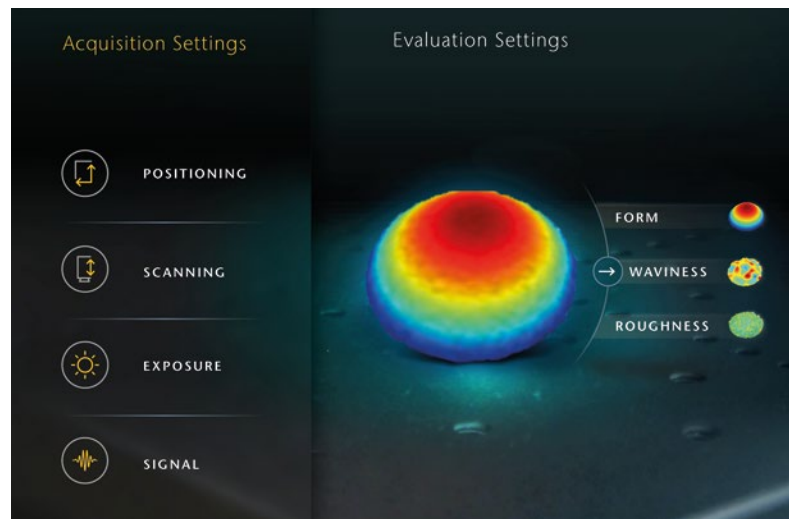 Acquisition Settings
POSITIONING
SCANNING
EXPOSURE
SIGNAL
Evaluation Settings
FORM
WAVINESS
ROUGHNESS